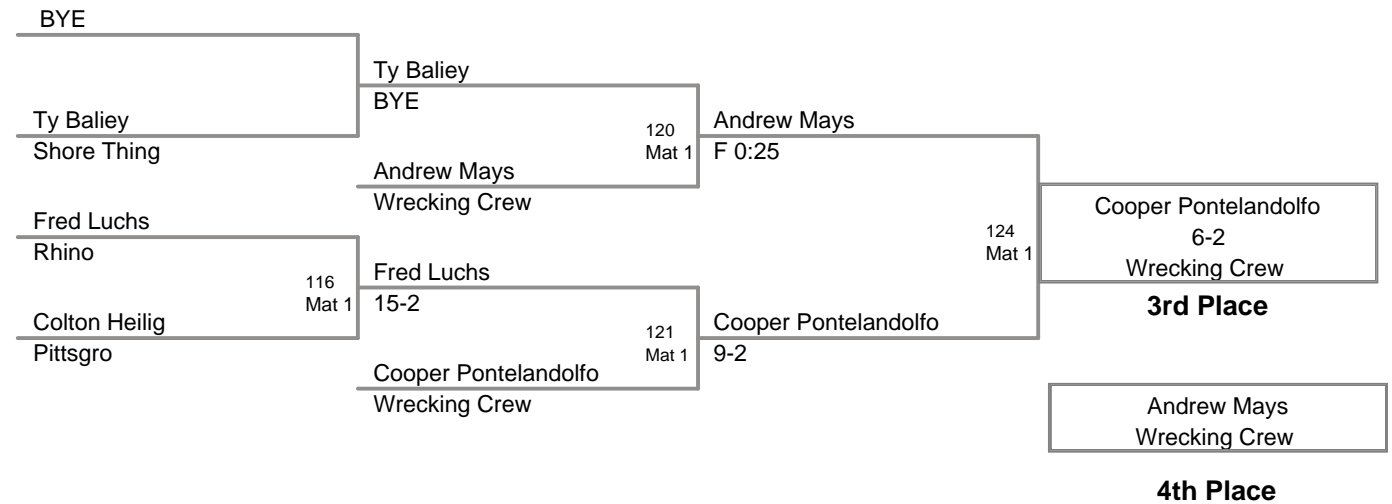 BYE
Ty Baliey
BYE
Ty Baliey
Shore Thing
120
Mat 1
Andrew Mays
F 0:25
Andrew Mays
Wrecking Crew
Fred Luchs
Rhino
116
Mat 1
Fred Luchs
15-2
Colton Heilig
Pittsgro
121
Mat 1
Cooper Pontelandolfo
9-2
Cooper Pontelandolfo
Wrecking Crew
124
Mat 1
Cooper Pontelandolfo
6-2
Wrecking Crew
3rd Place
Andrew Mays
Wrecking Crew
4th Place